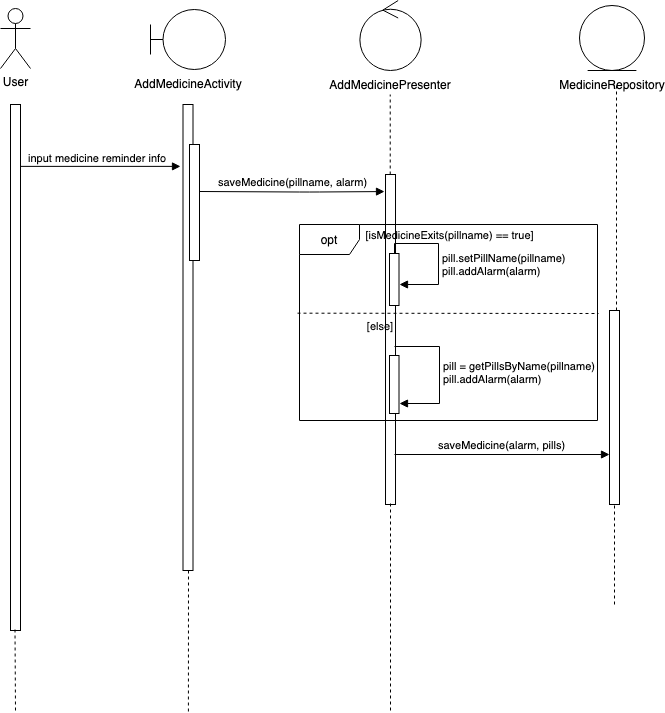 User
AddMedicineActivity
AddMedicinePresenter
MedicineRepository
input medicine reminder info
saveMedicine(pillname, alarm)
opt
[isMedicineExits(pillname) == true]
pill.setPillName(pillname)
pill.addAlarm(alarm)
[else]
pill = getPillsByName(pillname)
pill.addAlarm(alarm)
saveMedicine(alarm, pills)